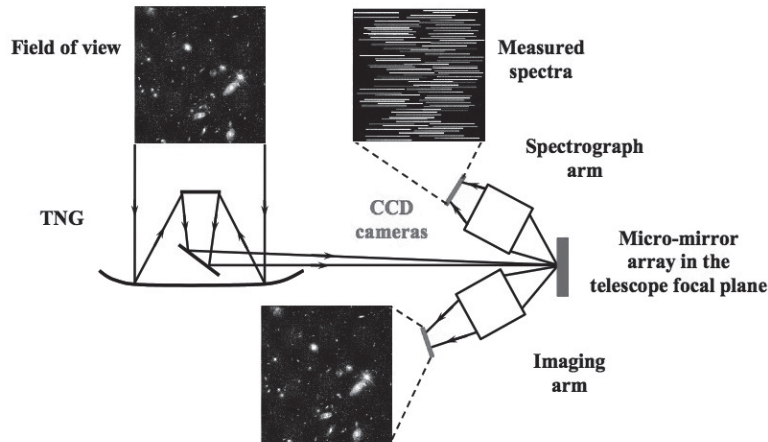 Field of view
Measured
spectra
Spectrograph
arm
TNG
CCD
cameras
Micro-mirror
array in the
telescope focal plane
Imaging
arm